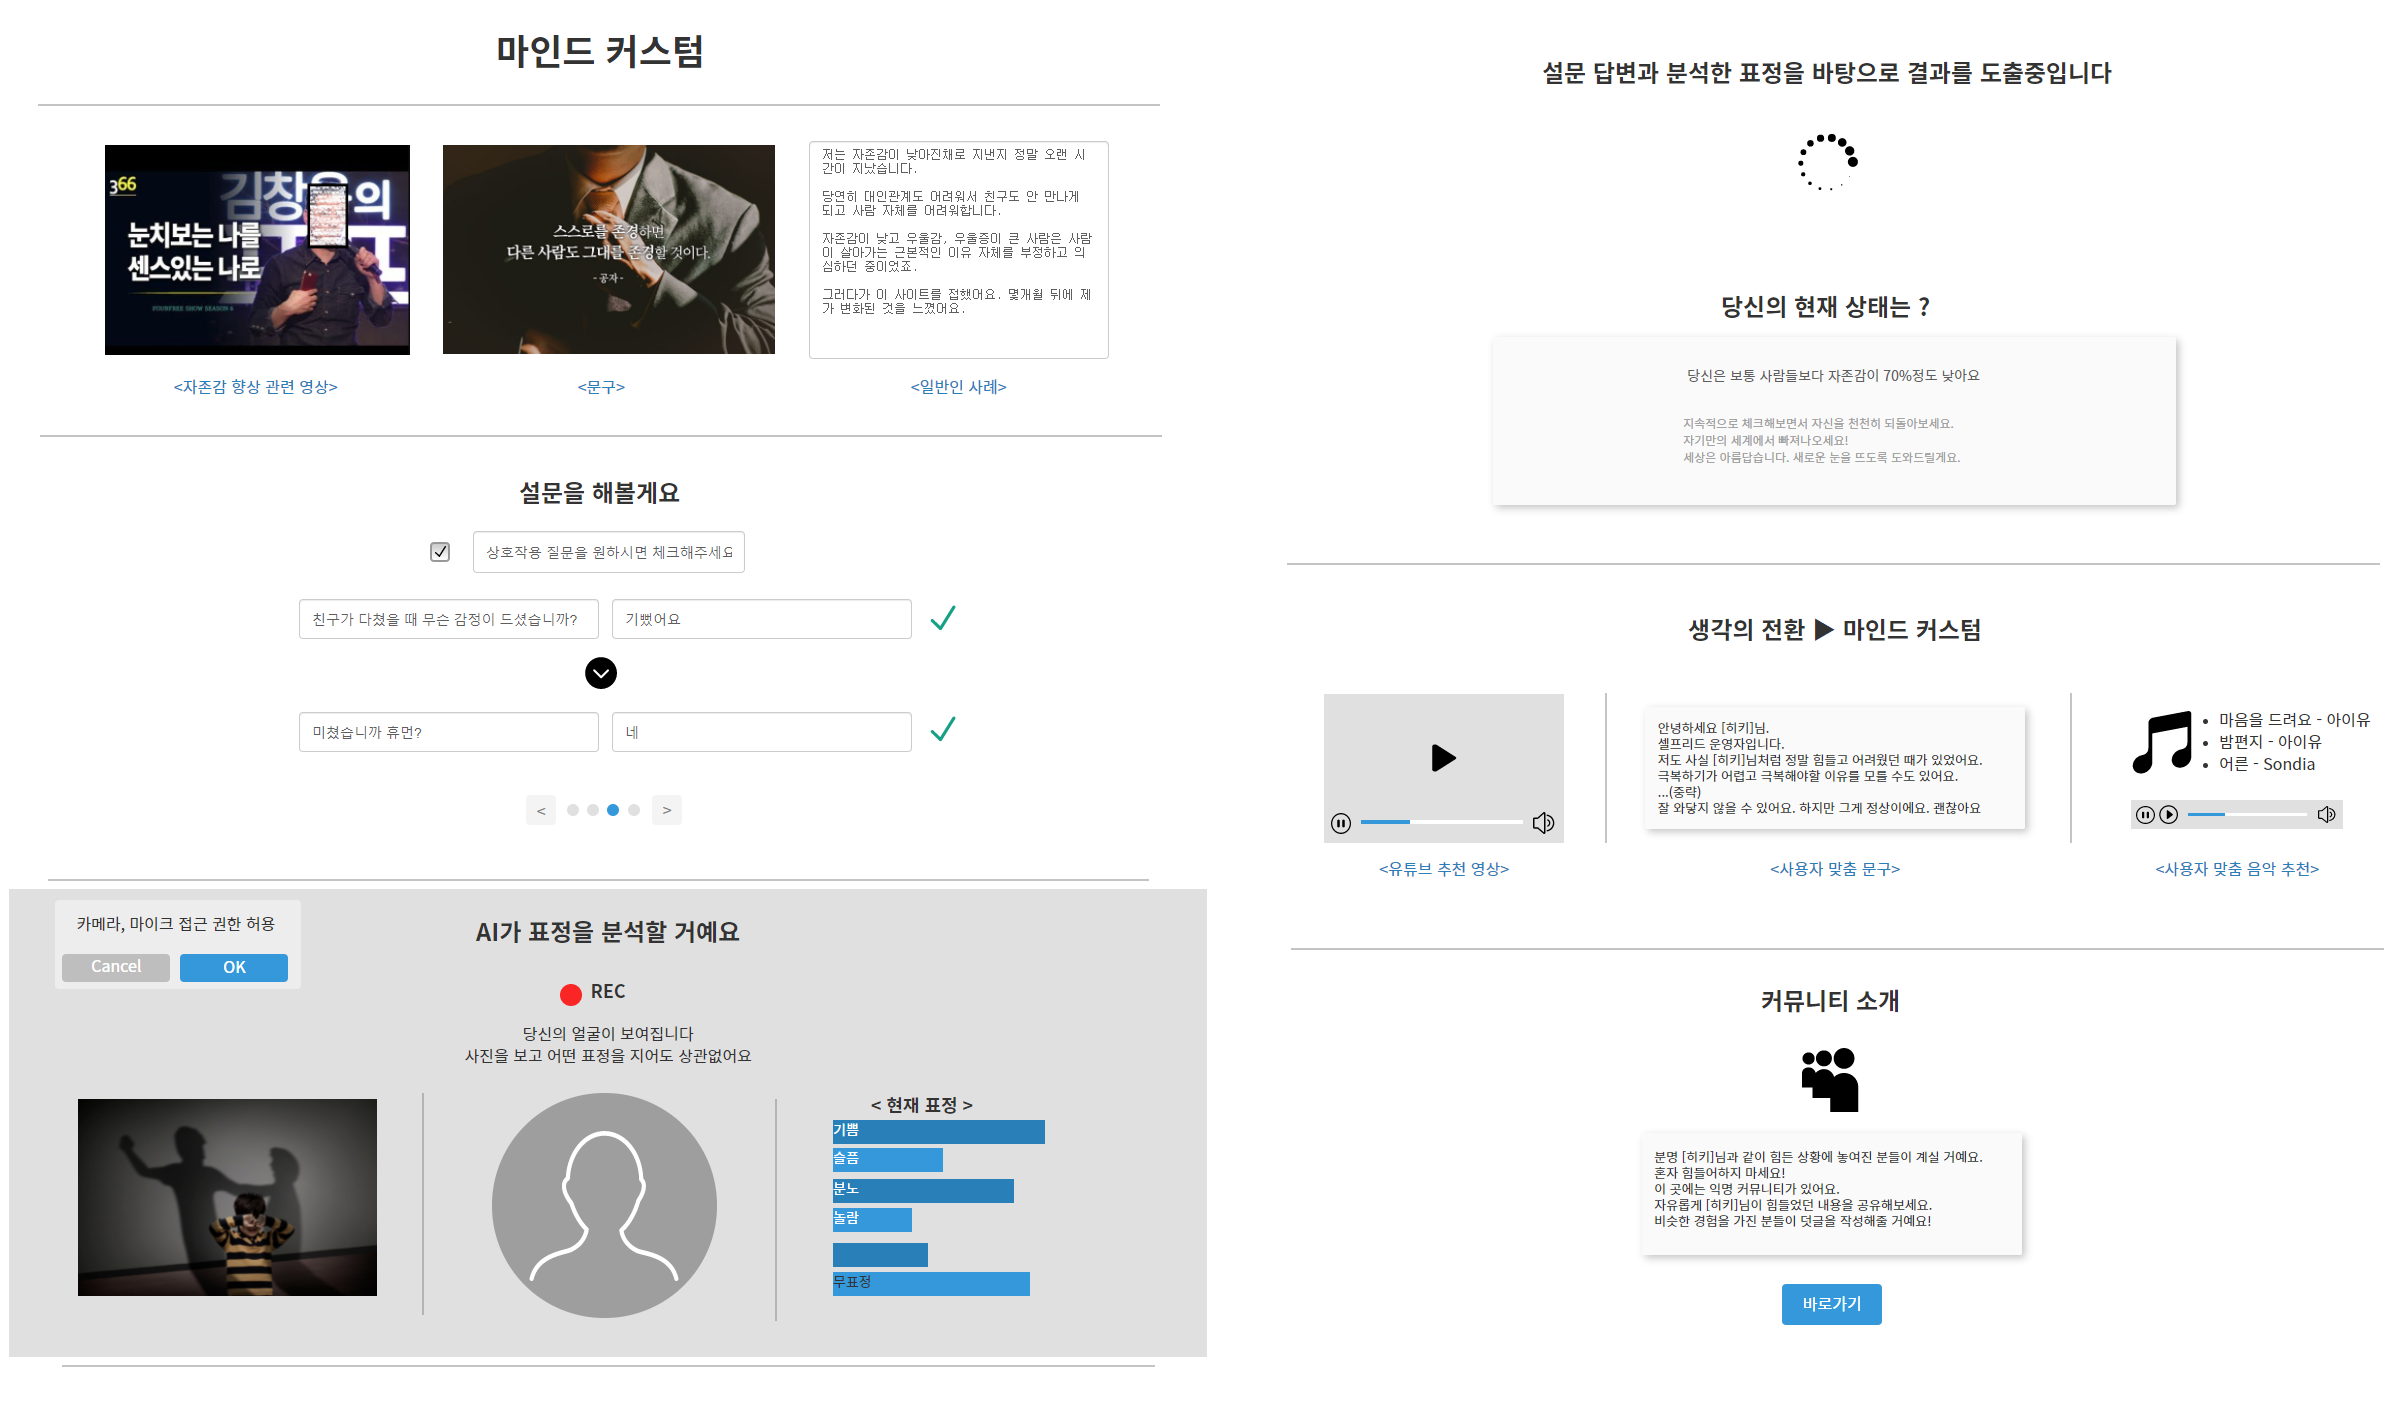 마인드 커스텀
366
김창옥의
눈치보는 나를
센스있는 나로
FOURFREE SHOW SEASON 6
<자존감 향상 관련 영상>
스스로를 존경하면
다른 사람도 그대를 존경할 것이다.
- 공자 -
<문구>
저는 자존감이 낮아진채로 지낸지 정말 오랜 시
간이 지났습니다.
당연히 대인관계도 어려워서 친구도 안 만나게
되고 사람 자체를 어려워합니다.
자존감이 낮고 우울감, 우울증이 큰 사람은 사람
이 살아가는 근본적인 이유 자체를 부정하고 의
심하던 중이었죠.
그러다가 이 사이트를 접했어요. 몇개월 뒤에 제
가 변화된 것을 느꼈어요.
<일반인 사례>
설문을 해볼게요
상호작용 질문을 원하시면 체크해주세요
친구가 다쳤을 때 무슨 감정이 드셨습니까?
기뻤어요
미쳤습니까 휴먼?
네
<
>
카메라, 마이크 접근 권한 허용
Cancel
OK
AI가 표정을 분석할 거예요
REC
당신의 얼굴이 보여집니다
사진을 보고 어떤 표정을 지어도 상관없어요
< 현재 표정 >
기쁨
슬픔
분노
놀람
무표정
설문 답변과 분석한 표정을 바탕으로 결과를 도출중입니다
당신의 현재 상태는 ?
당신은 보통 사람들보다 자존감이 70%정도 낮아요
지속적으로 체크해보면서 자신을 천천히 되돌아보세요.
자기만의 세계에서 빠져나오세요!
세상은 아름답습니다. 새로운 눈을 뜨도록 도와드릴게요.
생각의 전환 ▶ 마인드 커스텀
<유튜브 추천 영상>
안녕하세요 [히키]님.
셀프리드 운영자입니다.
저도 사실 [히키]님처럼 정말 힘들고 어려웠던 때가 있었어요.
극복하기가 어렵고 극복해야할 이유를 모를 수도 있어요.
...(중략)
잘 와닿지 않을 수 있어요. 하지만 그게 정상이에요. 괜찮아요
<사용자 맞춤 문구>
• 마음을 드려요 - 아이유
• 밤편지 - 아이유
• 어른 - Sondia
<사용자 맞춤 음악 추천>
커뮤니티 소개
분명 [히키]님과 같이 힘든 상황에 놓여진 분들이 계실 거예요.
혼자 힘들어하지 마세요!
이 곳에는 익명 커뮤니티가 있어요.
자유롭게 [히키]님이 힘들었던 내용을 공유해보세요.
비슷한 경험을 가진 분들이 덧글을 작성해줄 거예요!
바로가기